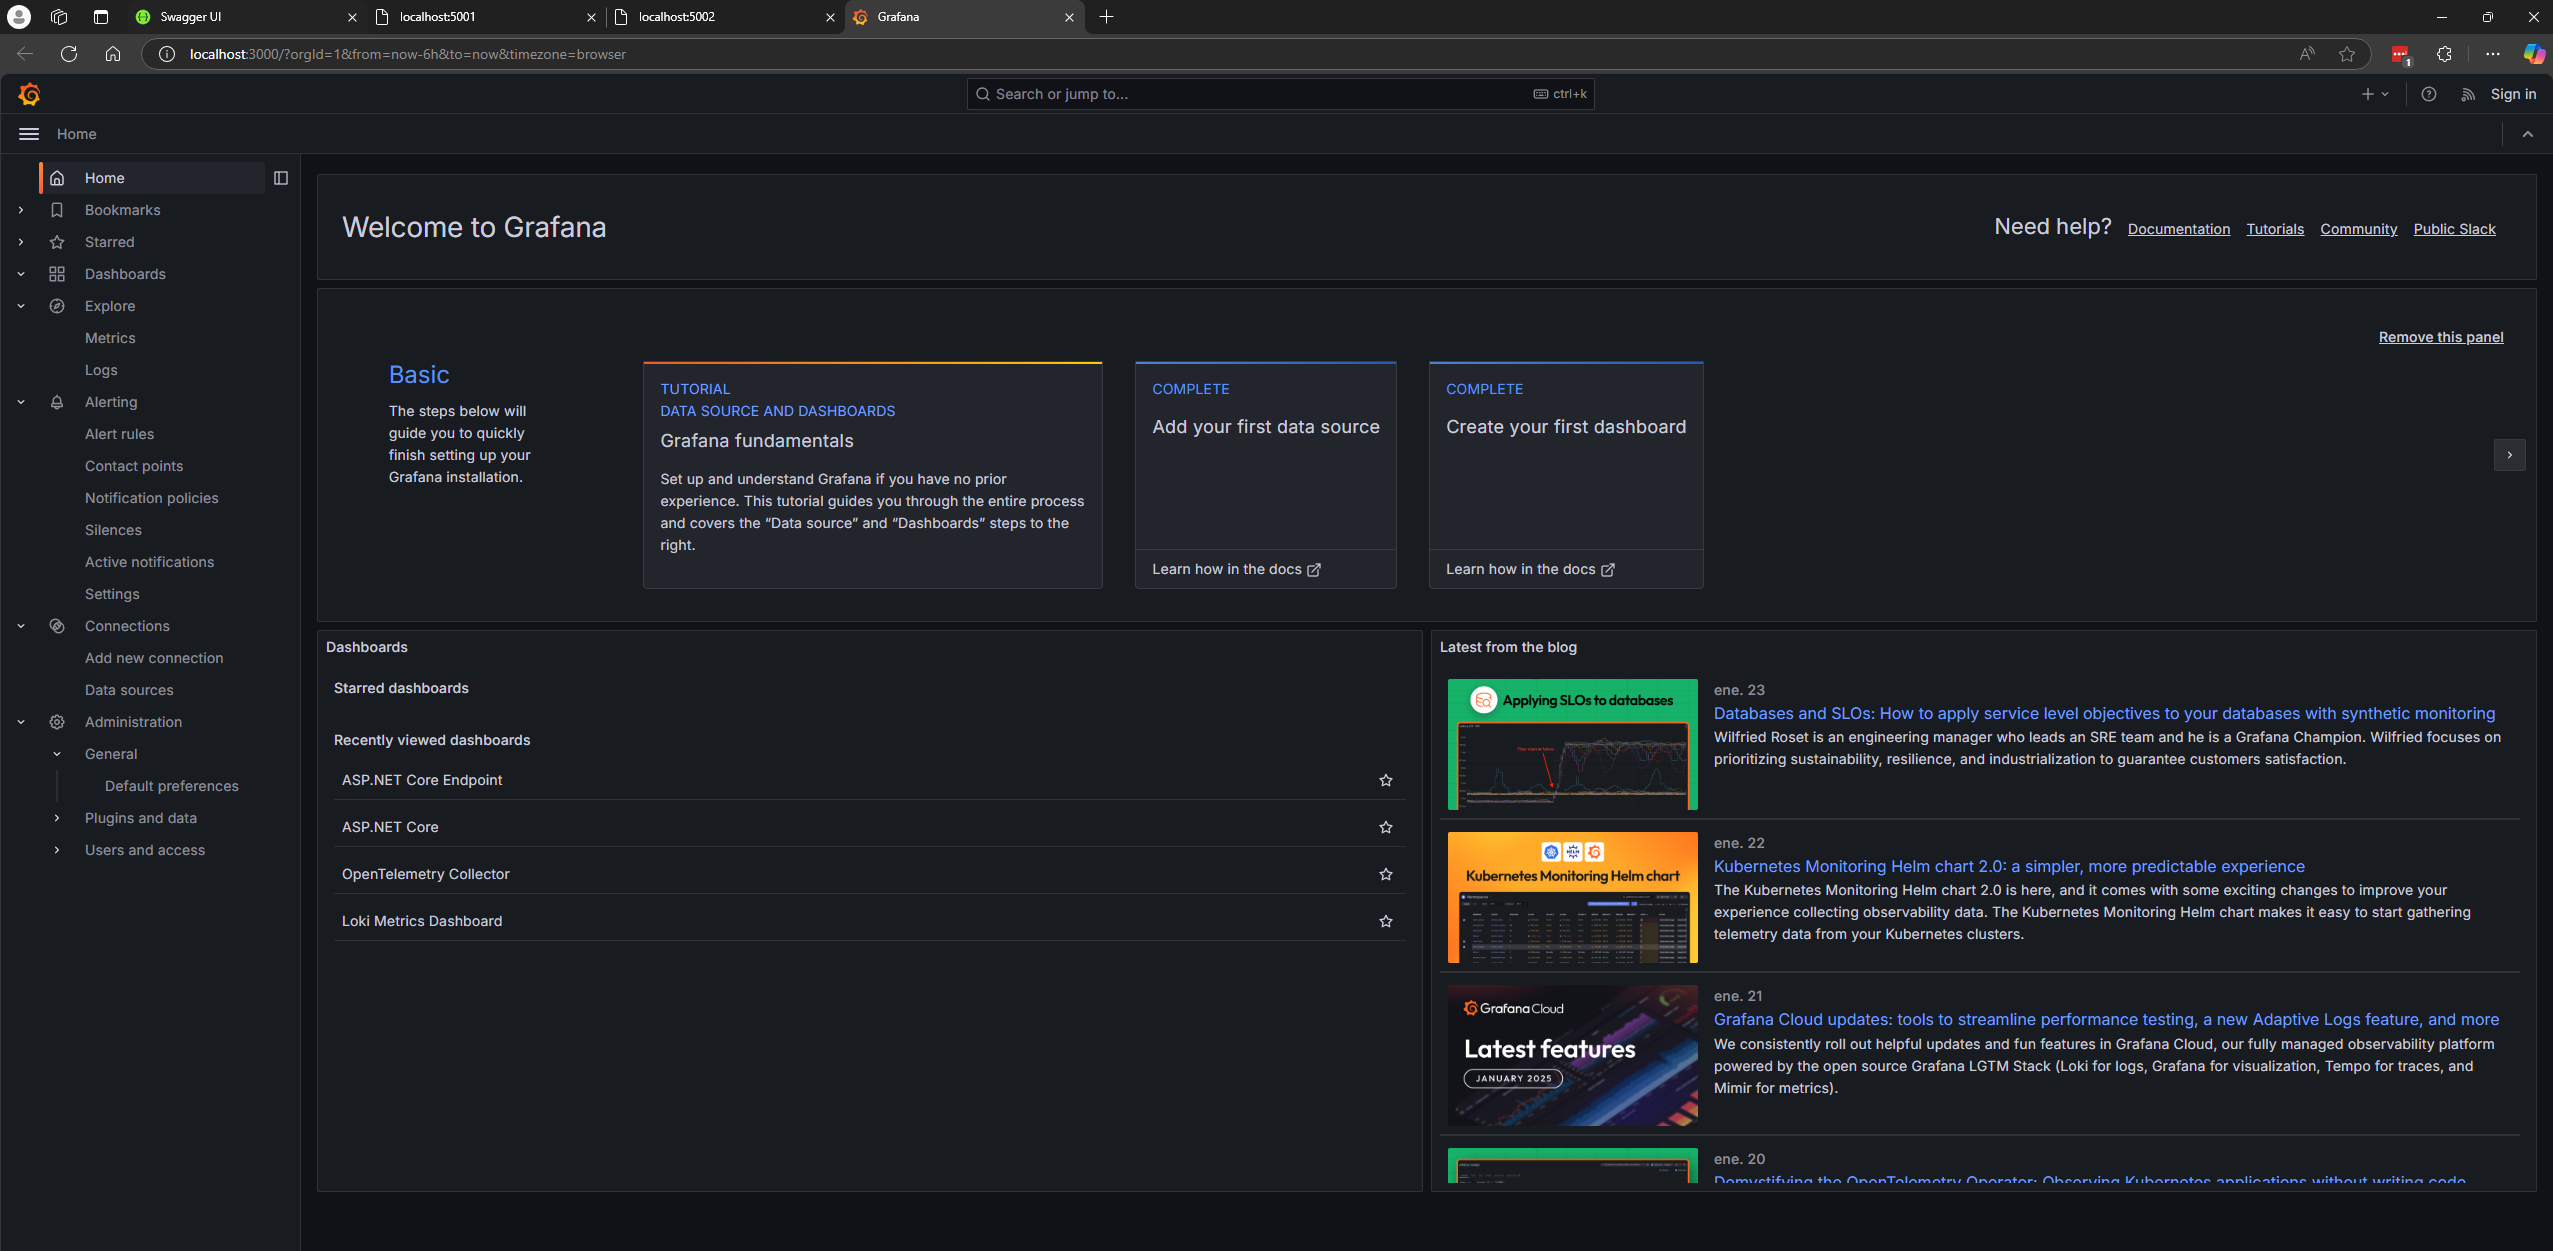 Swagger UI
localhost:5001
localhost:5002
Grafana
localhost:3000/?orgId=1&from=now-6h&to=now&timezone=browser
1
Search or jump to...
ctrl+k
Sign in
Home
Home
Bookmarks
Starred
Dashboards
Explore
Metrics
Logs
Alerting
Alert rules
Contact points
Notification policies
Silences
Active notifications
Settings
Connections
Add new connection
Data sources
Administration
General
Default preferences
Plugins and data
Users and access
Welcome to Grafana
Need help?
Documentation
Tutorials
Community
Public Slack
Remove this panel
Basic
The steps below will
guide you to quickly
finish setting up your
Grafana installation.
TUTORIAL
DATA SOURCE AND DASHBOARDS
Grafana fundamentals
Set up and understand Grafana if you have no prior
experience. This tutorial guides you through the entire process
and covers the “Data source” and “Dashboards” steps to the
right.
COMPLETE
Add your first data source
Learn how in the docs
COMPLETE
Create your first dashboard
Learn how in the docs
Dashboards
Starred dashboards
Recently viewed dashboards
ASP.NET Core Endpoint
ASP.NET Core
OpenTelemetry Collector
Loki Metrics Dashboard
Latest from the blog
Applying SLOs to databases
ene. 23
Databases and SLOs: How to apply service level objectives to your databases with synthetic monitoring
Wilfried Roset is an engineering manager who leads an SRE team and he is a Grafana Champion. Wilfried focuses on
prioritizing sustainability, resilience, and industrialization to guarantee customers satisfaction.
HELM
Kubernetes Monitoring Helm chart
ene. 22
Kubernetes Monitoring Helm chart 2.0: a simpler, more predictable experience
The Kubernetes Monitoring Helm chart 2.0 is here, and it comes with some exciting changes to improve your
experience collecting observability data. The Kubernetes Monitoring Helm chart makes it easy to start gathering
telemetry data from your Kubernetes clusters.
Grafana Cloud
Latest features
JANUARY 2025
ene. 21
Grafana Cloud updates: tools to streamline performance testing, a new Adaptive Logs feature, and more
We consistently roll out helpful updates and fun features in Grafana Cloud, our fully managed observability platform
powered by the open source Grafana LGTM Stack (Loki for logs, Grafana for visualization, Tempo for traces, and
Mimir for metrics).
ene. 20
Demystifying the OpenTelemetry Operator: Observing Kubernetes applications without writing code